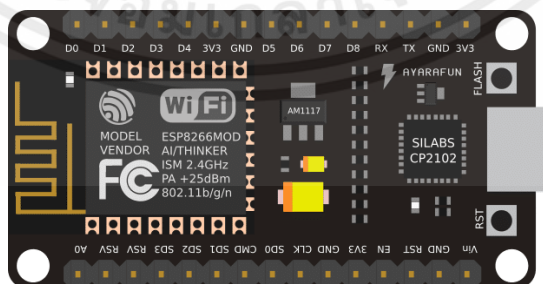 D0 D1 D2 D3 D4 3V3 GND D5 D6 D7 D8 RX TX GND 3V3
WiFi
MODEL
VENDOR
ESP8266MOD
AI/THINKER
ISM 2.4GHz
PA +25dBm
802.11b/g/n
FC
AM1117
AYARAFUN
FLASH
SILABS
CP2102
RST
A0 RSV RSV SD3 SD2 SD1 CMD SD0 CLK GND 3V3 EN RST GND Vin